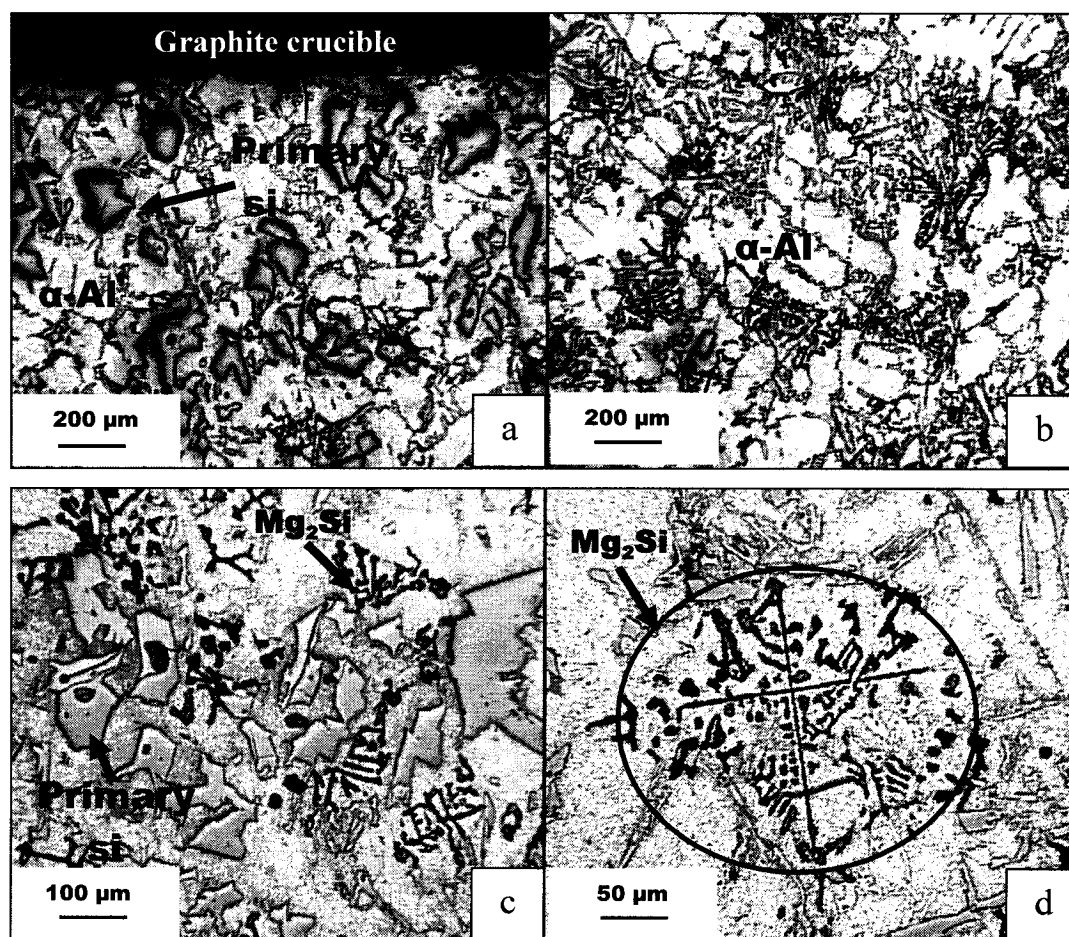 Graphite crucible
Primary
si
α-Al
200 µm
a
α-Al
200 µm
b
Mg₂Si
Primary
si
100 µm
c
Mg₂Si
50 µm
d